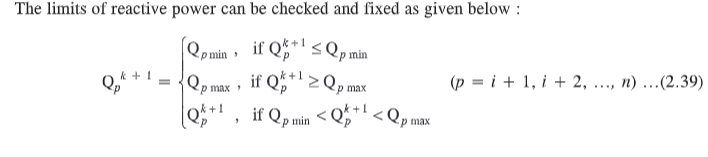 The limits of reactive power can be checked and fixed as given below :
Q_{p min} , if Q_p^{k+1} ≤ Q_{p min}
Q_p^{k + 1} = { Q_{p max} , if Q_p^{k+1} ≥ Q_{p max} (p = i + 1, i + 2, ..., n) ...(2.39)
Q_p^{k+1} , if Q_{p min} < Q_p^{k+1} < Q_{p max}